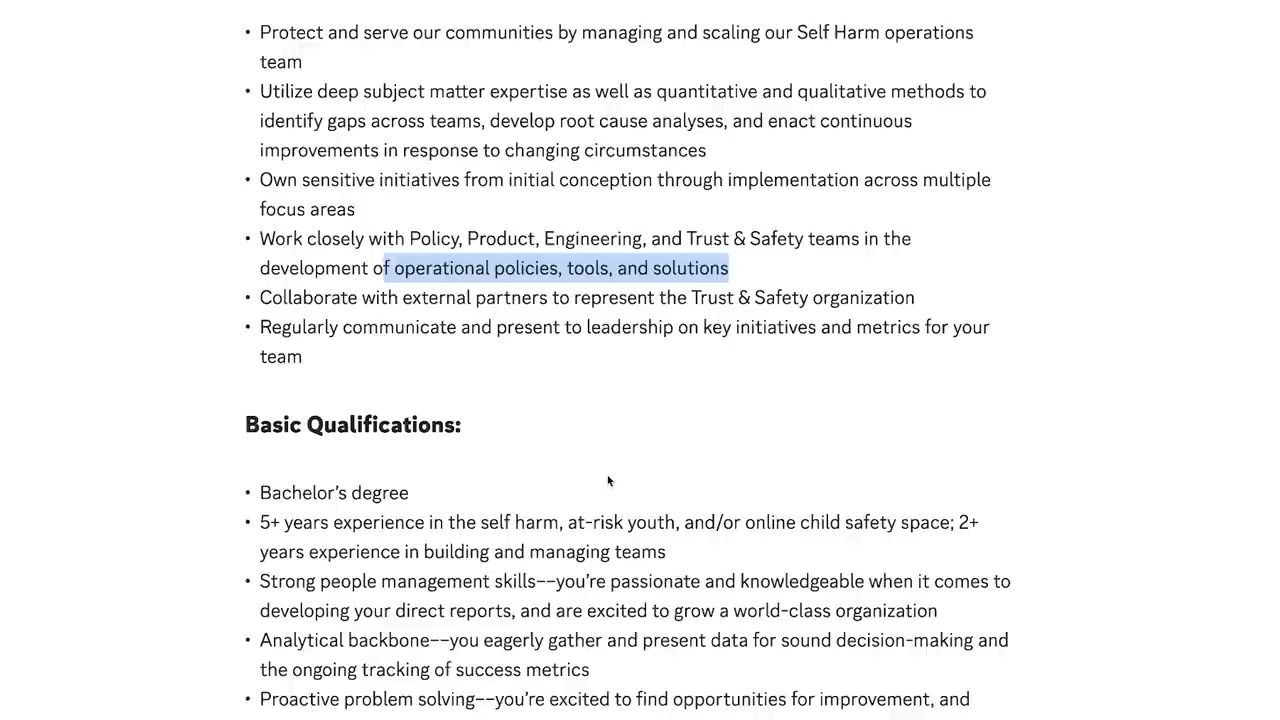 • Protect and serve our communities by managing and scaling our Self Harm operations
team
• Utilize deep subject matter expertise as well as quantitative and qualitative methods to
identify gaps across teams, develop root cause analyses, and enact continuous
improvements in response to changing circumstances
• Own sensitive initiatives from initial conception through implementation across multiple
focus areas
• Work closely with Policy, Product, Engineering, and Trust & Safety teams in the
development of operational policies, tools, and solutions
• Collaborate with external partners to represent the Trust & Safety organization
• Regularly communicate and present to leadership on key initiatives and metrics for your
team
Basic Qualifications:
• Bachelor's degree
• 5+ years experience in the self harm, at-risk youth, and/or online child safety space; 2+
years experience in building and managing teams
• Strong people management skills––you're passionate and knowledgeable when it comes to
developing your direct reports, and are excited to grow a world-class organization
• Analytical backbone––you eagerly gather and present data for sound decision-making and
the ongoing tracking of success metrics
• Proactive problem solving––you're excited to find opportunities for improvement, and